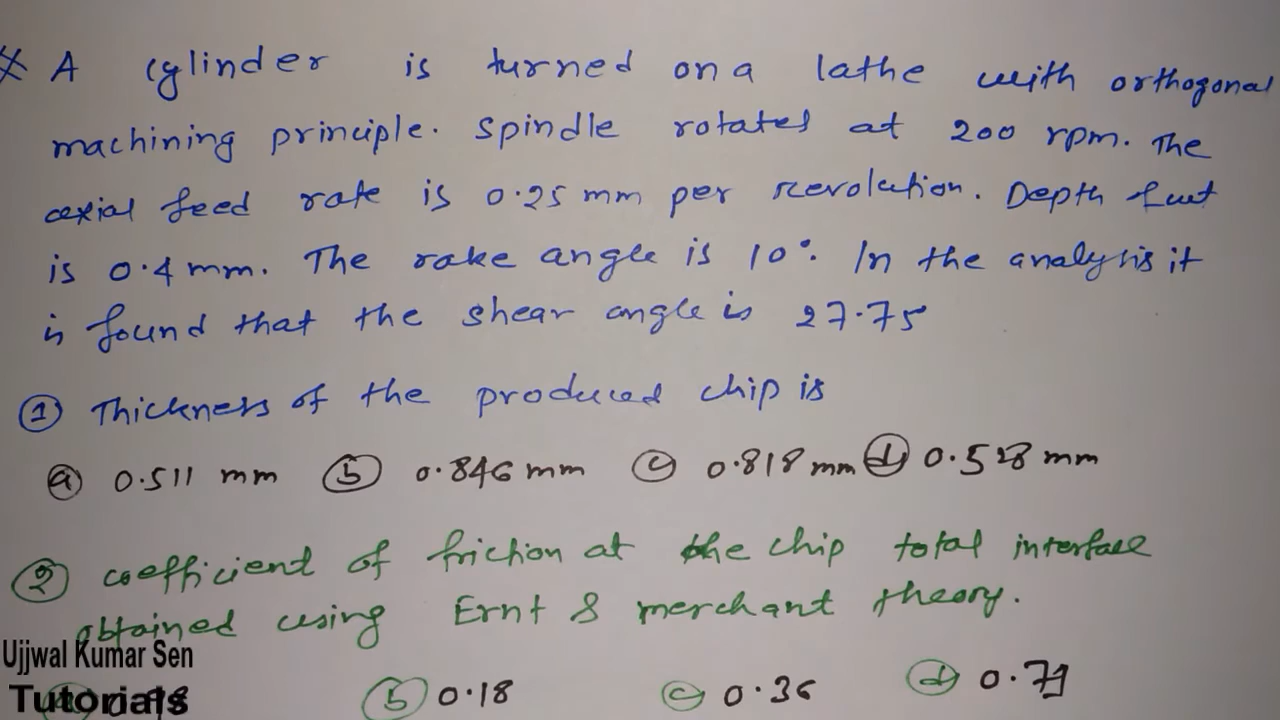 * A cylinder is turned on a lathe with orthogonal
machining principle. Spindle rotates at 200 rpm. The
axial feed rate is 0.25 mm per revolution. Depth of cut
is 0.4 mm. The rake angle is 10°. In the analysis it
is found that the shear angle is 27.75
① Thickness of the produced chip is
ⓐ 0.511 mm ⓑ 0.846 mm ⓒ 0.818 mm ⓓ 0.528 mm
② coefficient of friction at the chip total interface
obtained using Ernt & merchant theory.
Ujjwal Kumar Sen
Tutorials
ⓑ 0.18 ⓒ 0.36 ⓓ 0.79